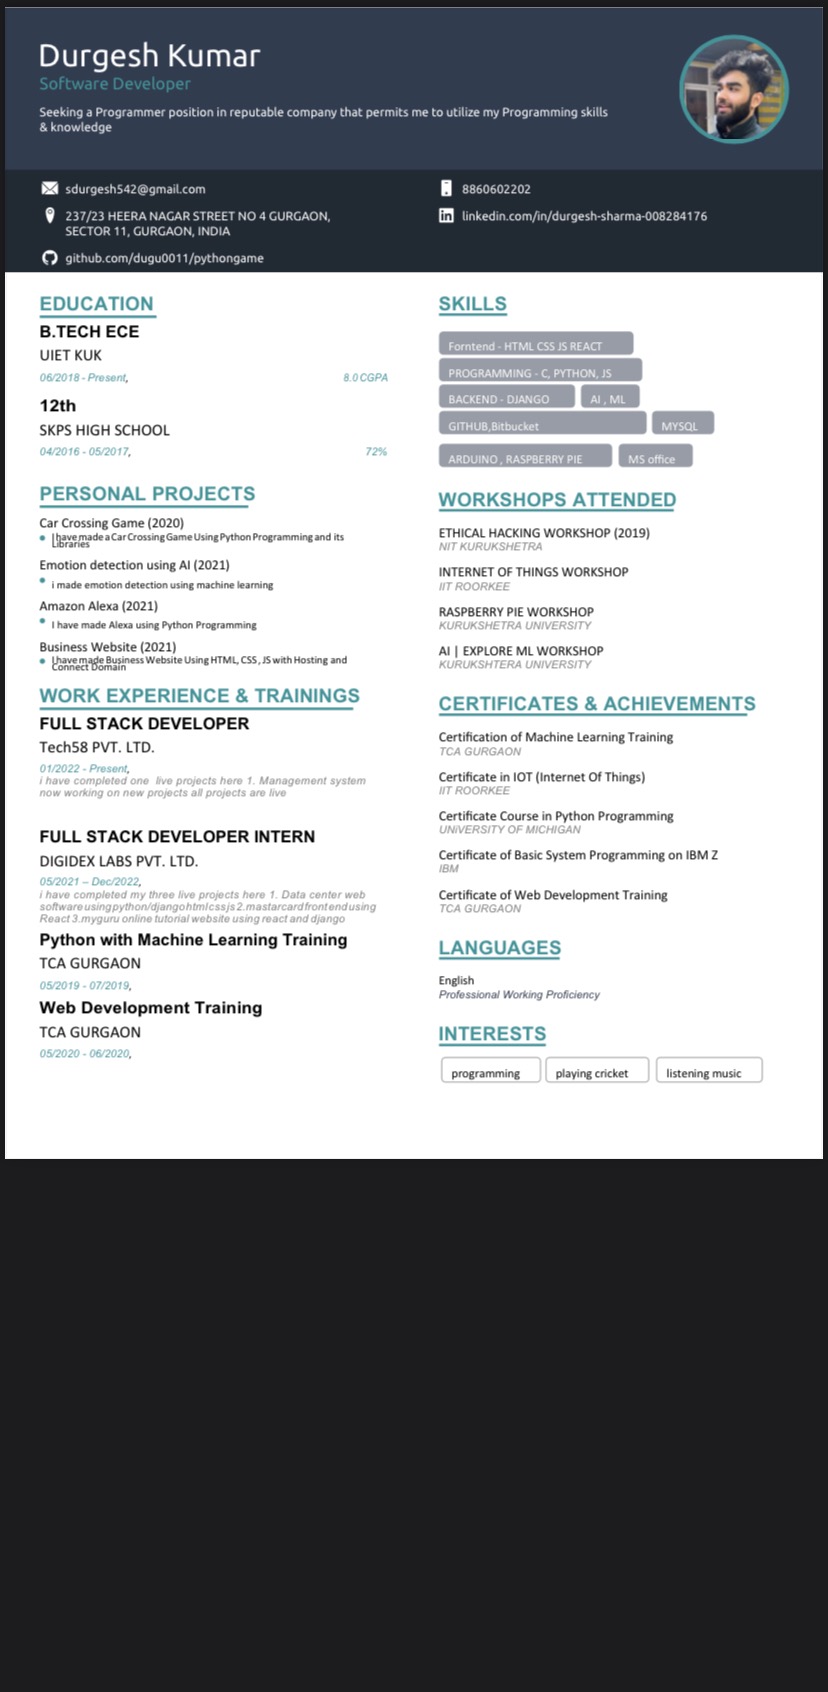 Durgesh Kumar
Software Developer
Seeking a Programmer position in reputable company that permits me to utilize my Programming skills
& knowledge
sdurgesh542@gmail.com
8860602202
237/23 HEERA NAGAR STREET NO 4 GURGAON,
SECTOR 11, GURGAON, INDIA
linkedin.com/in/durgesh-sharma-008284176
github.com/dugu0011/pythongame
EDUCATION
B.TECH ECE
UIET KUK
06/2018 - Present, 8.0 CGPA
12th
SKPS HIGH SCHOOL
04/2016 - 05/2017, 72%
PERSONAL PROJECTS
Car Crossing Game (2020)
I have made a Car Crossing Game Using Python Programming and its
Libraries
Emotion detection using AI (2021)
i made emotion detection using machine learning
Amazon Alexa (2021)
I have made Alexa using Python Programming
Business Website (2021)
I have made Business Website Using HTML, CSS , JS with Hosting and
Connect Domain
WORK EXPERIENCE & TRAININGS
FULL STACK DEVELOPER
Tech58 PVT. LTD.
01/2022 - Present,
i have completed one live projects here 1. Management system
now working on new projects all projects are live
FULL STACK DEVELOPER INTERN
DIGIDEX LABS PVT. LTD.
05/2021 – Dec/2022,
i have completed my three live projects here 1. Data center web
software using python/django html css js 2.mastarcard frontend using
React 3.myguru online tutorial website using react and django
Python with Machine Learning Training
TCA GURGAON
05/2019 - 07/2019,
Web Development Training
TCA GURGAON
05/2020 - 06/2020,
SKILLS
Forntend - HTML CSS JS REACT
PROGRAMMING - C, PYTHON, JS
BACKEND - DJANGO AI , ML
GITHUB,Bitbucket MYSQL
ARDUINO , RASPBERRY PIE MS office
WORKSHOPS ATTENDED
ETHICAL HACKING WORKSHOP (2019)
NIT KURUKSHETRA
INTERNET OF THINGS WORKSHOP
IIT ROORKEE
RASPBERRY PIE WORKSHOP
KURUKSHETRA UNIVERSITY
AI | EXPLORE ML WORKSHOP
KURUKSHTERA UNIVERSITY
CERTIFICATES & ACHIEVEMENTS
Certification of Machine Learning Training
TCA GURGAON
Certificate in IOT (Internet Of Things)
IIT ROORKEE
Certificate Course in Python Programming
UNiVERSITY OF MICHIGAN
Certificate of Basic System Programming on IBM Z
IBM
Certificate of Web Development Training
TCA GURGAON
LANGUAGES
English
Professional Working Proficiency
INTERESTS
programming playing cricket listening music